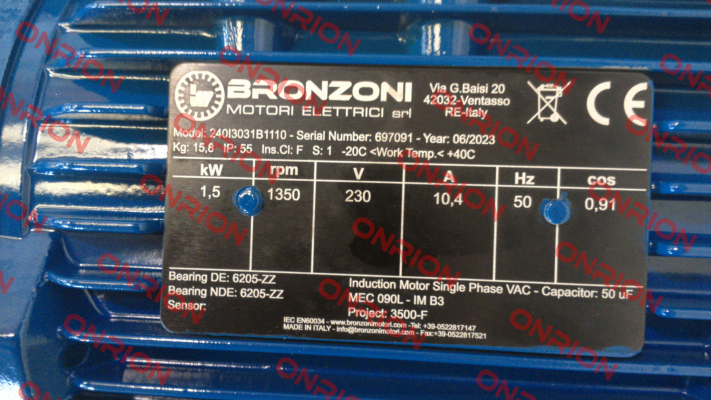 BRONZONI
MOTORI ELETTRICI srl
Via G.Baisi 20
42032-Ventasso
RE-Italy
CE
Model: 240I3031B1110 - Serial Number: 697091 - Year: 06/2023
Kg: 15,6 IP: 55 Ins.Cl: F S: 1 -20C <Work Temp.< +40C
kW rpm V A Hz cos
1,5 1350 230 10,4 50 0,91
Bearing DE: 6205-ZZ
Bearing NDE: 6205-ZZ
Sensor:
Induction Motor Single Phase VAC - Capacitor: 50 uF
MEC 090L - IM B3
Project: 3500-F
IEC EN60034 - www.bronzonimotori.com - Tel: +39-0522817147
MADE IN ITALY - info@bronzonimotori.com - Fax:+39-0522817521
ONRION